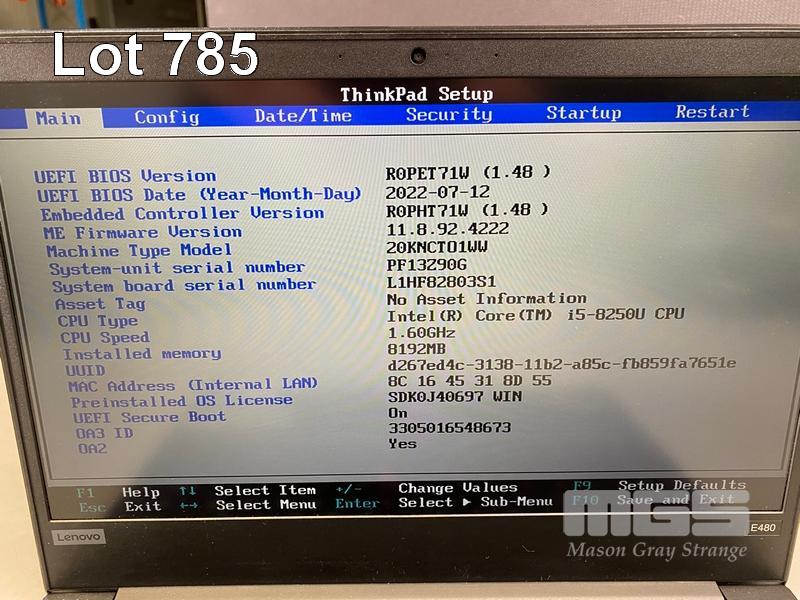 Lot 785
ThinkPad Setup
Main Config Date/Time Security Startup Restart
UEFI BIOS Version R0PET71W (1.48 )
UEFI BIOS Date (Year-Month-Day) 2022-07-12
Embedded Controller Version R0PHT71W (1.48 )
ME Firmware Version 11.8.92.4222
Machine Type Model 20KNCTO1WW
System-unit serial number PF13Z90G
System board serial number L1HF82803S1
Asset Tag No Asset Information
CPU Type Intel(R) Core(TM) i5-8250U CPU
CPU Speed 1.60GHz
Installed memory 8192MB
UUID d267ed4c-3138-11b2-a85c-fb859fa7651e
MAC Address (Internal LAN) 8C 16 45 31 8D 55
Preinstalled OS License SDK0J40697 WIN
UEFI Secure Boot On
OA3 ID 3305016548673
OA2 Yes
F1 Help ↑↓ Select Item +/- Change Values F9 Setup Defaults
Esc Exit ←→ Select Menu Enter Select ▶ Sub-Menu F10 Save and Exit
MGS
Lenovo E480
Mason Gray Strange